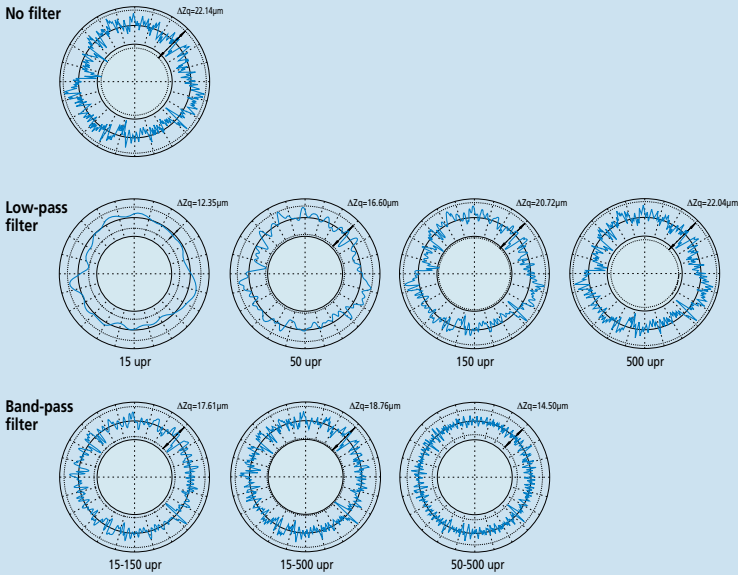 No filter
ΔZq=22.14µm
Low-pass
filter
ΔZq=12.35µm
ΔZq=16.60µm
ΔZq=20.72µm
ΔZq=22.04µm
15 upr
50 upr
150 upr
500 upr
Band-pass
filter
ΔZq=17.61µm
ΔZq=18.76µm
ΔZq=14.50µm
15-150 upr
15-500 upr
50-500 upr